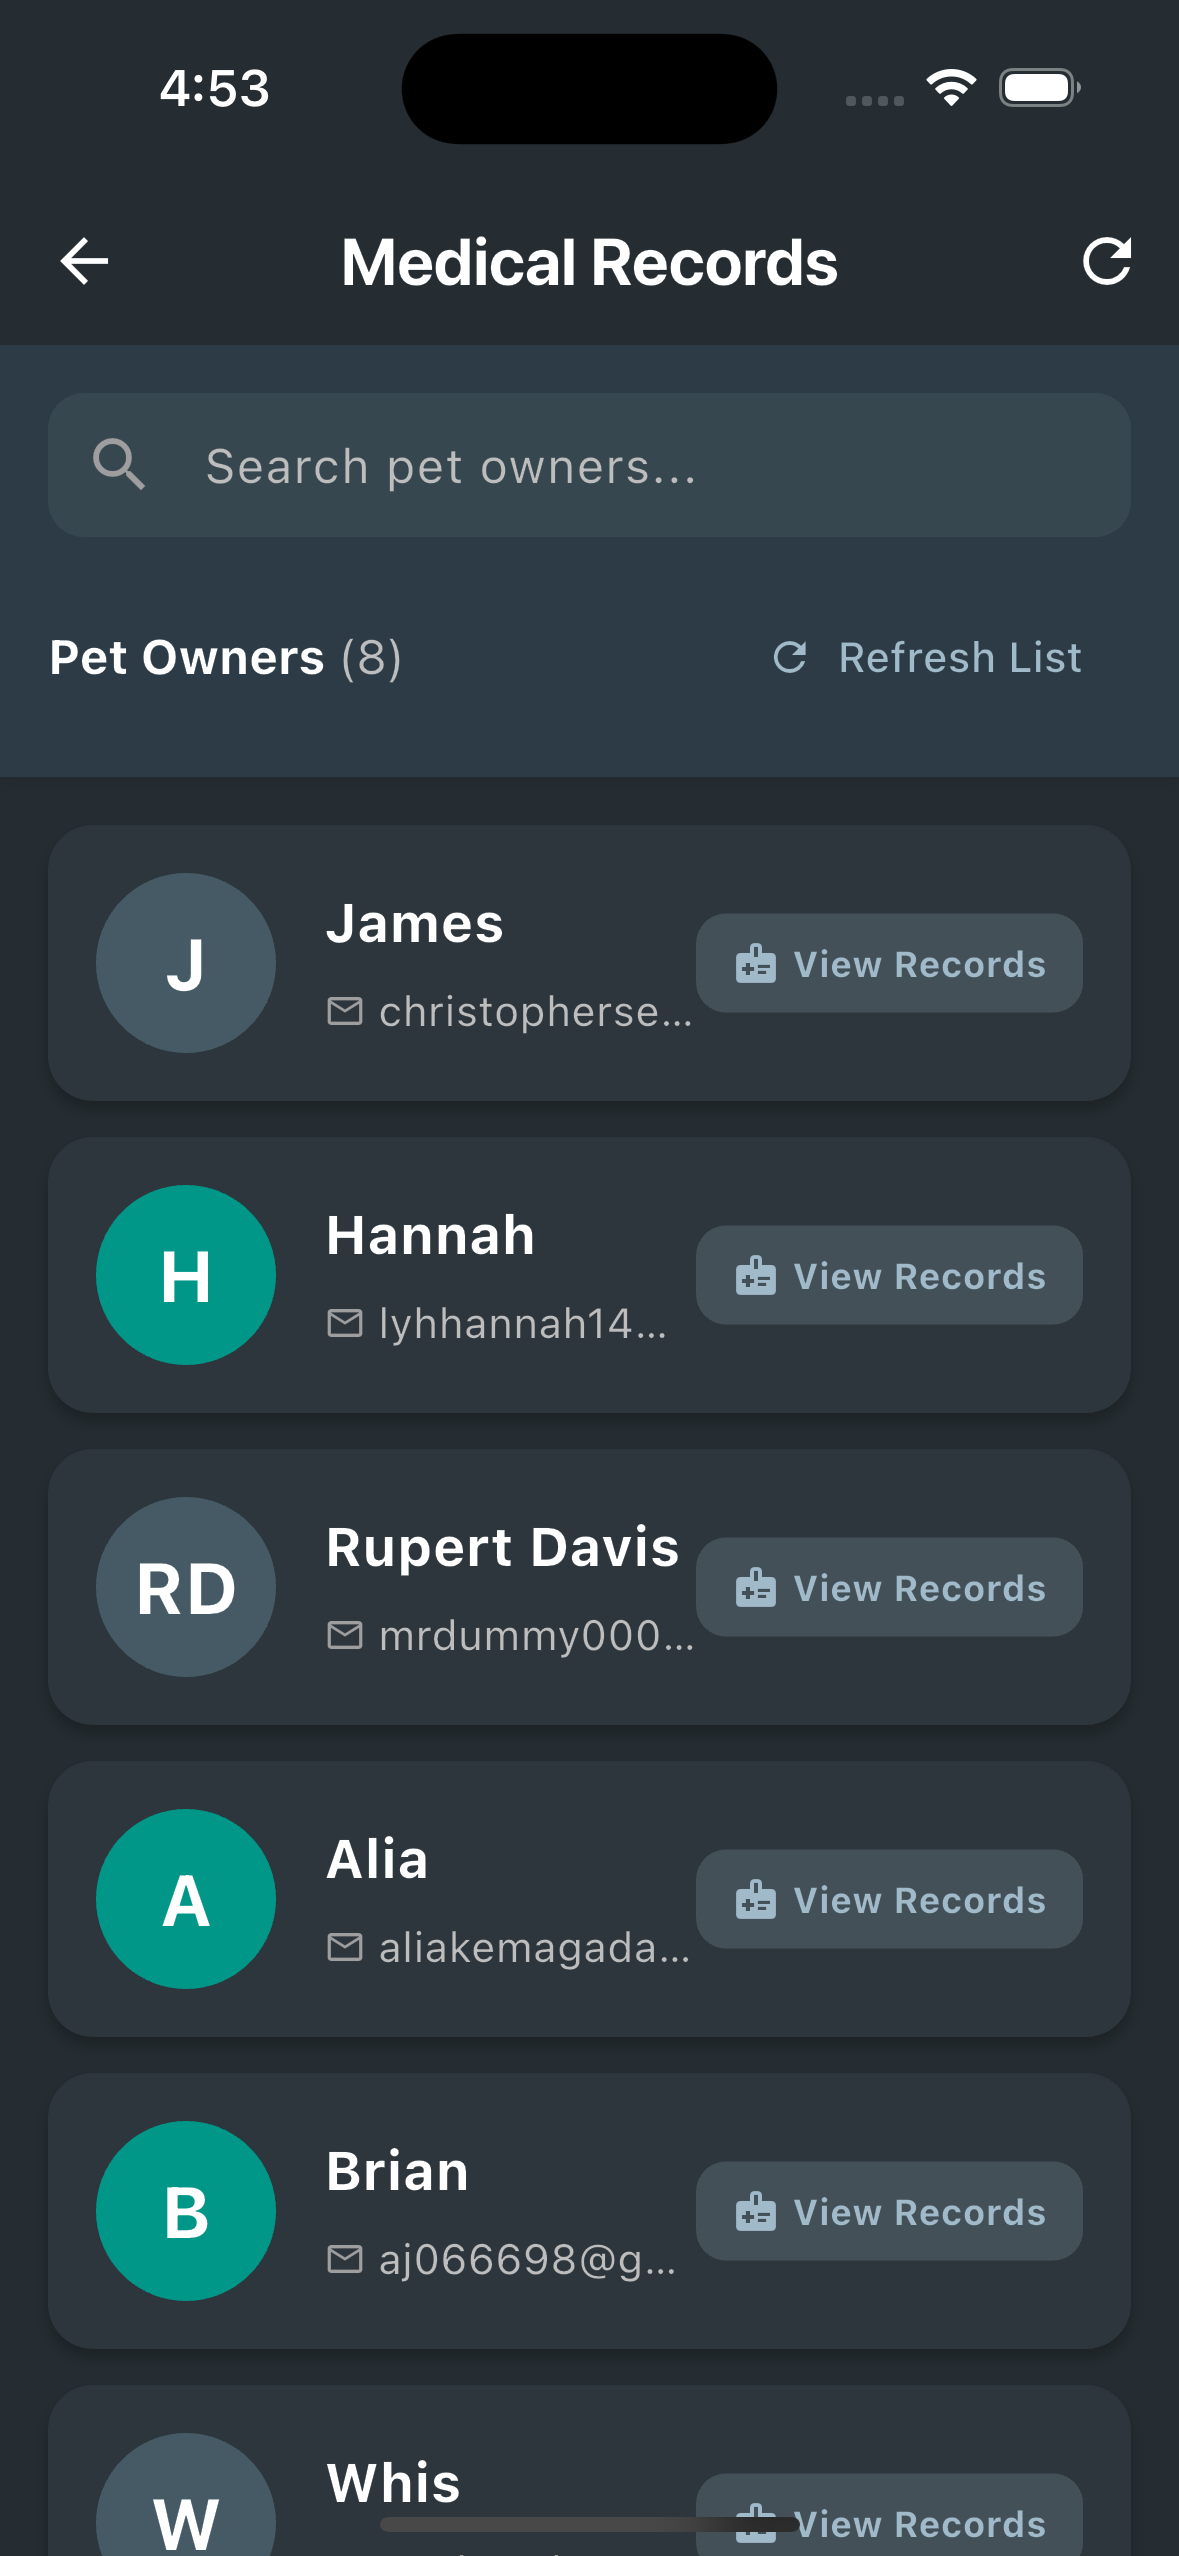 4:53
Medical Records
Search pet owners...
Pet Owners (8)
Refresh List
J
James
christopherse...
View Records
H
Hannah
lyhhannah14...
View Records
RD
Rupert Davis
mrdummy000...
View Records
A
Alia
aliakemagada...
View Records
B
Brian
aj066698@g...
View Records
W
Whis
View Records